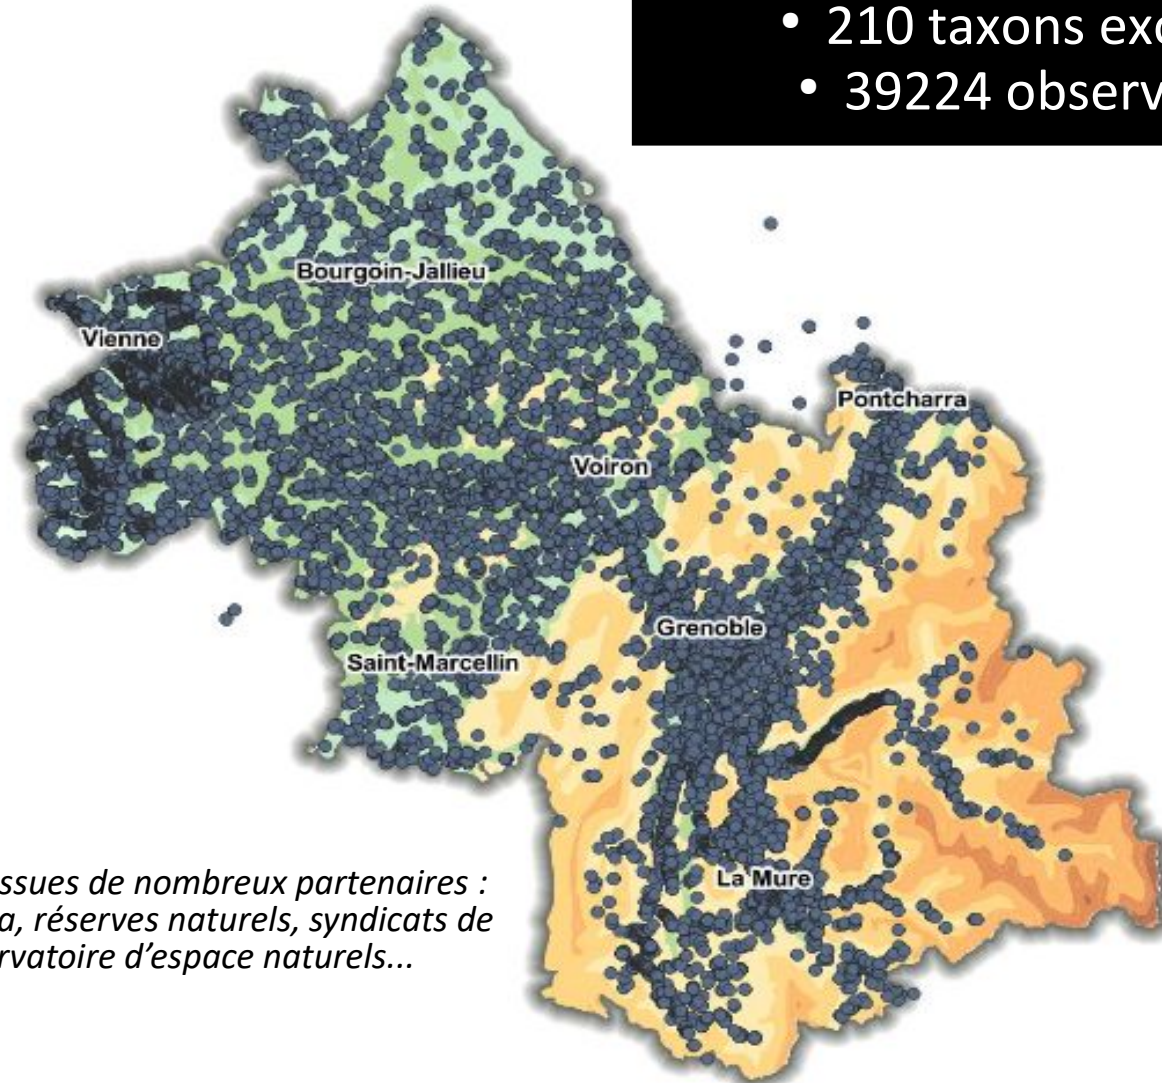 • 210 taxons exo
• 39224 observ
Bourgoin-Jallieu
Vienne
Pontcharra
Voiron
Grenoble
Saint-Marcellin
La Mure
ssues de nombreux partenaires :
a, réserves naturels, syndicats de
rvatoire d’espace naturels...